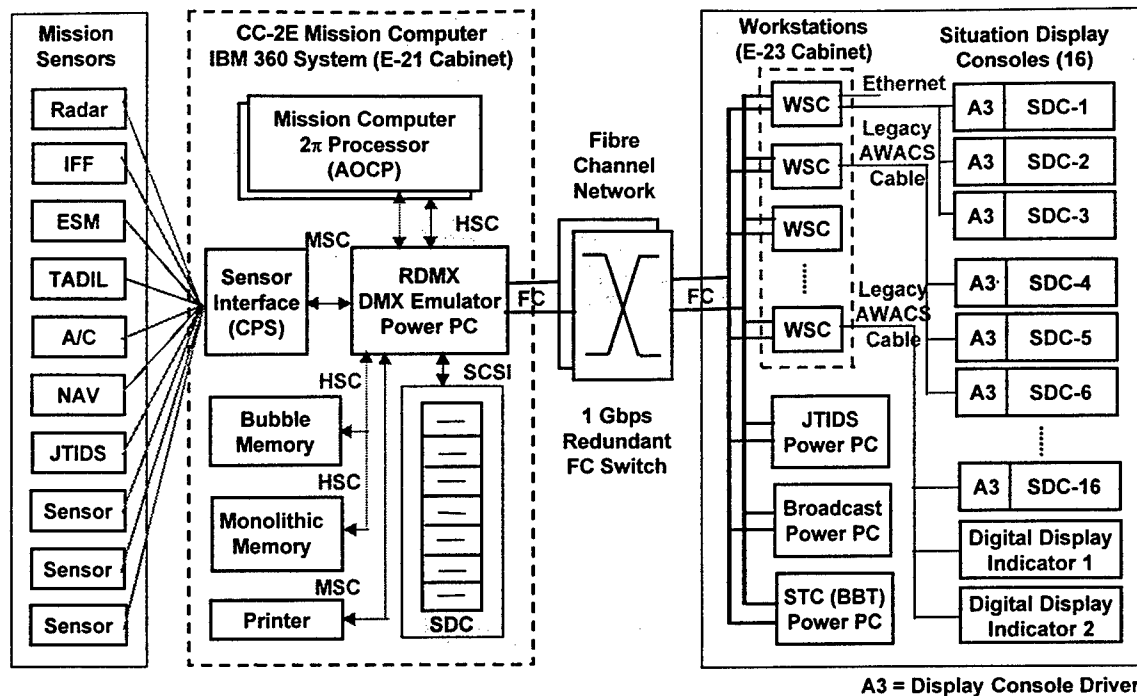 Mission
Sensors
Radar
IFF
ESM
TADIL
A/C
NAV
JTIDS
Sensor
Sensor
Sensor
CC-2E Mission Computer
IBM 360 System (E-21 Cabinet)
Mission Computer
2π Processor
(AOCP)
MSC
HSC
Sensor
Interface
(CPS)
RDMX
DMX Emulator
Power PC
FC
HSC
SCSI
Bubble
Memory
HSC
Monolithic
Memory
MSC
Printer
SDC
Fibre
Channel
Network
FC
1 Gbps
Redundant
FC Switch
Workstations
(E-23 Cabinet)
WSC
WSC
WSC
WSC
Ethernet
Legacy
AWACS
Cable
Legacy
AWACS
Cable
JTIDS
Power PC
Broadcast
Power PC
STC (BBT)
Power PC
Situation Display
Consoles (16)
A3 SDC-1
A3 SDC-2
A3 SDC-3
A3 SDC-4
A3 SDC-5
A3 SDC-6
A3 SDC-16
Digital Display
Indicator 1
Digital Display
Indicator 2
A3 = Display Console Driver